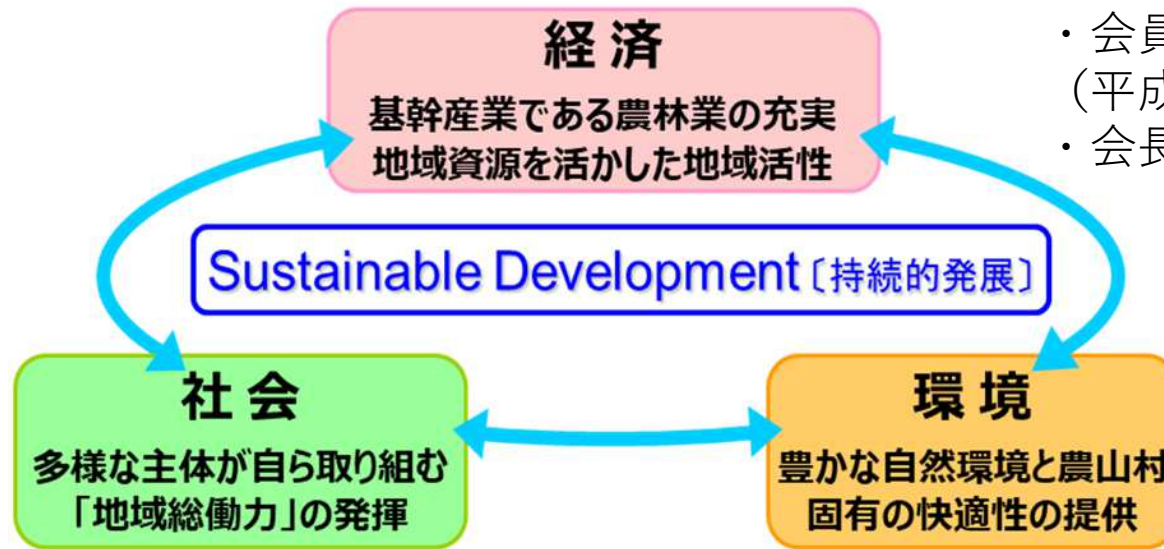 経済
基幹産業である農林業の充実
地域資源を活かした地域活性
・会員
（平成
・会長
Sustainable Development〔持続的発展〕
社会
多様な主体が自ら取り組む
「地域総働力」の発揮
環境
豊かな自然環境と農山村
固有の快適性の提供